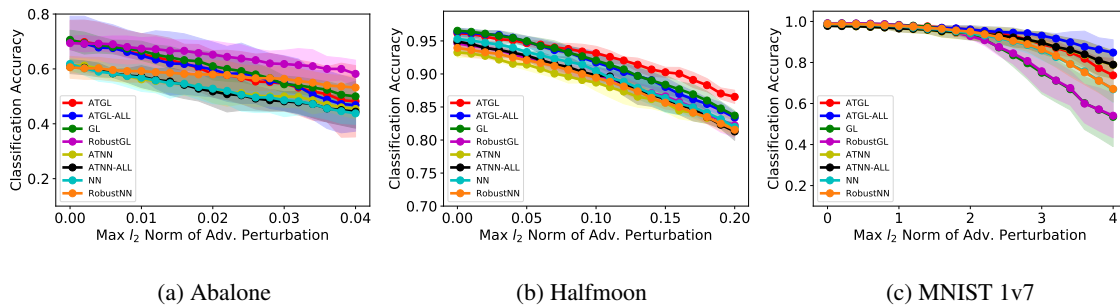 Classification Accuracy
0.8
0.6
0.4
0.2
ATGL
ATGL-ALL
GL
RobustGL
ATNN
ATNN-ALL
NN
RobustNN
0.00 0.01 0.02 0.03 0.04
Max l₂ Norm of Adv. Perturbation
(a) Abalone
Classification Accuracy
0.95
0.90
0.85
0.80
0.75
0.70
ATGL
ATGL-ALL
GL
RobustGL
ATNN
ATNN-ALL
NN
RobustNN
0.00 0.05 0.10 0.15 0.20
Max l₂ Norm of Adv. Perturbation
(b) Halfmoon
Classification Accuracy
1.0
0.8
0.6
0.4
0.2
ATGL
ATGL-ALL
GL
RobustGL
ATNN
ATNN-ALL
NN
RobustNN
0 1 2 3 4
Max l₂ Norm of Adv. Perturbation
(c) MNIST 1v7